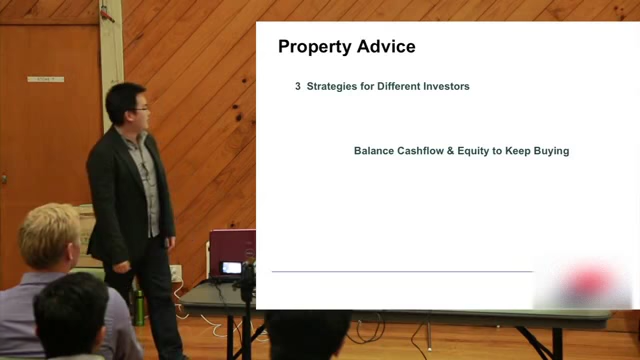 Property Advice
3 Strategies for Different Investors
Balance Cashflow & Equity to Keep Buying